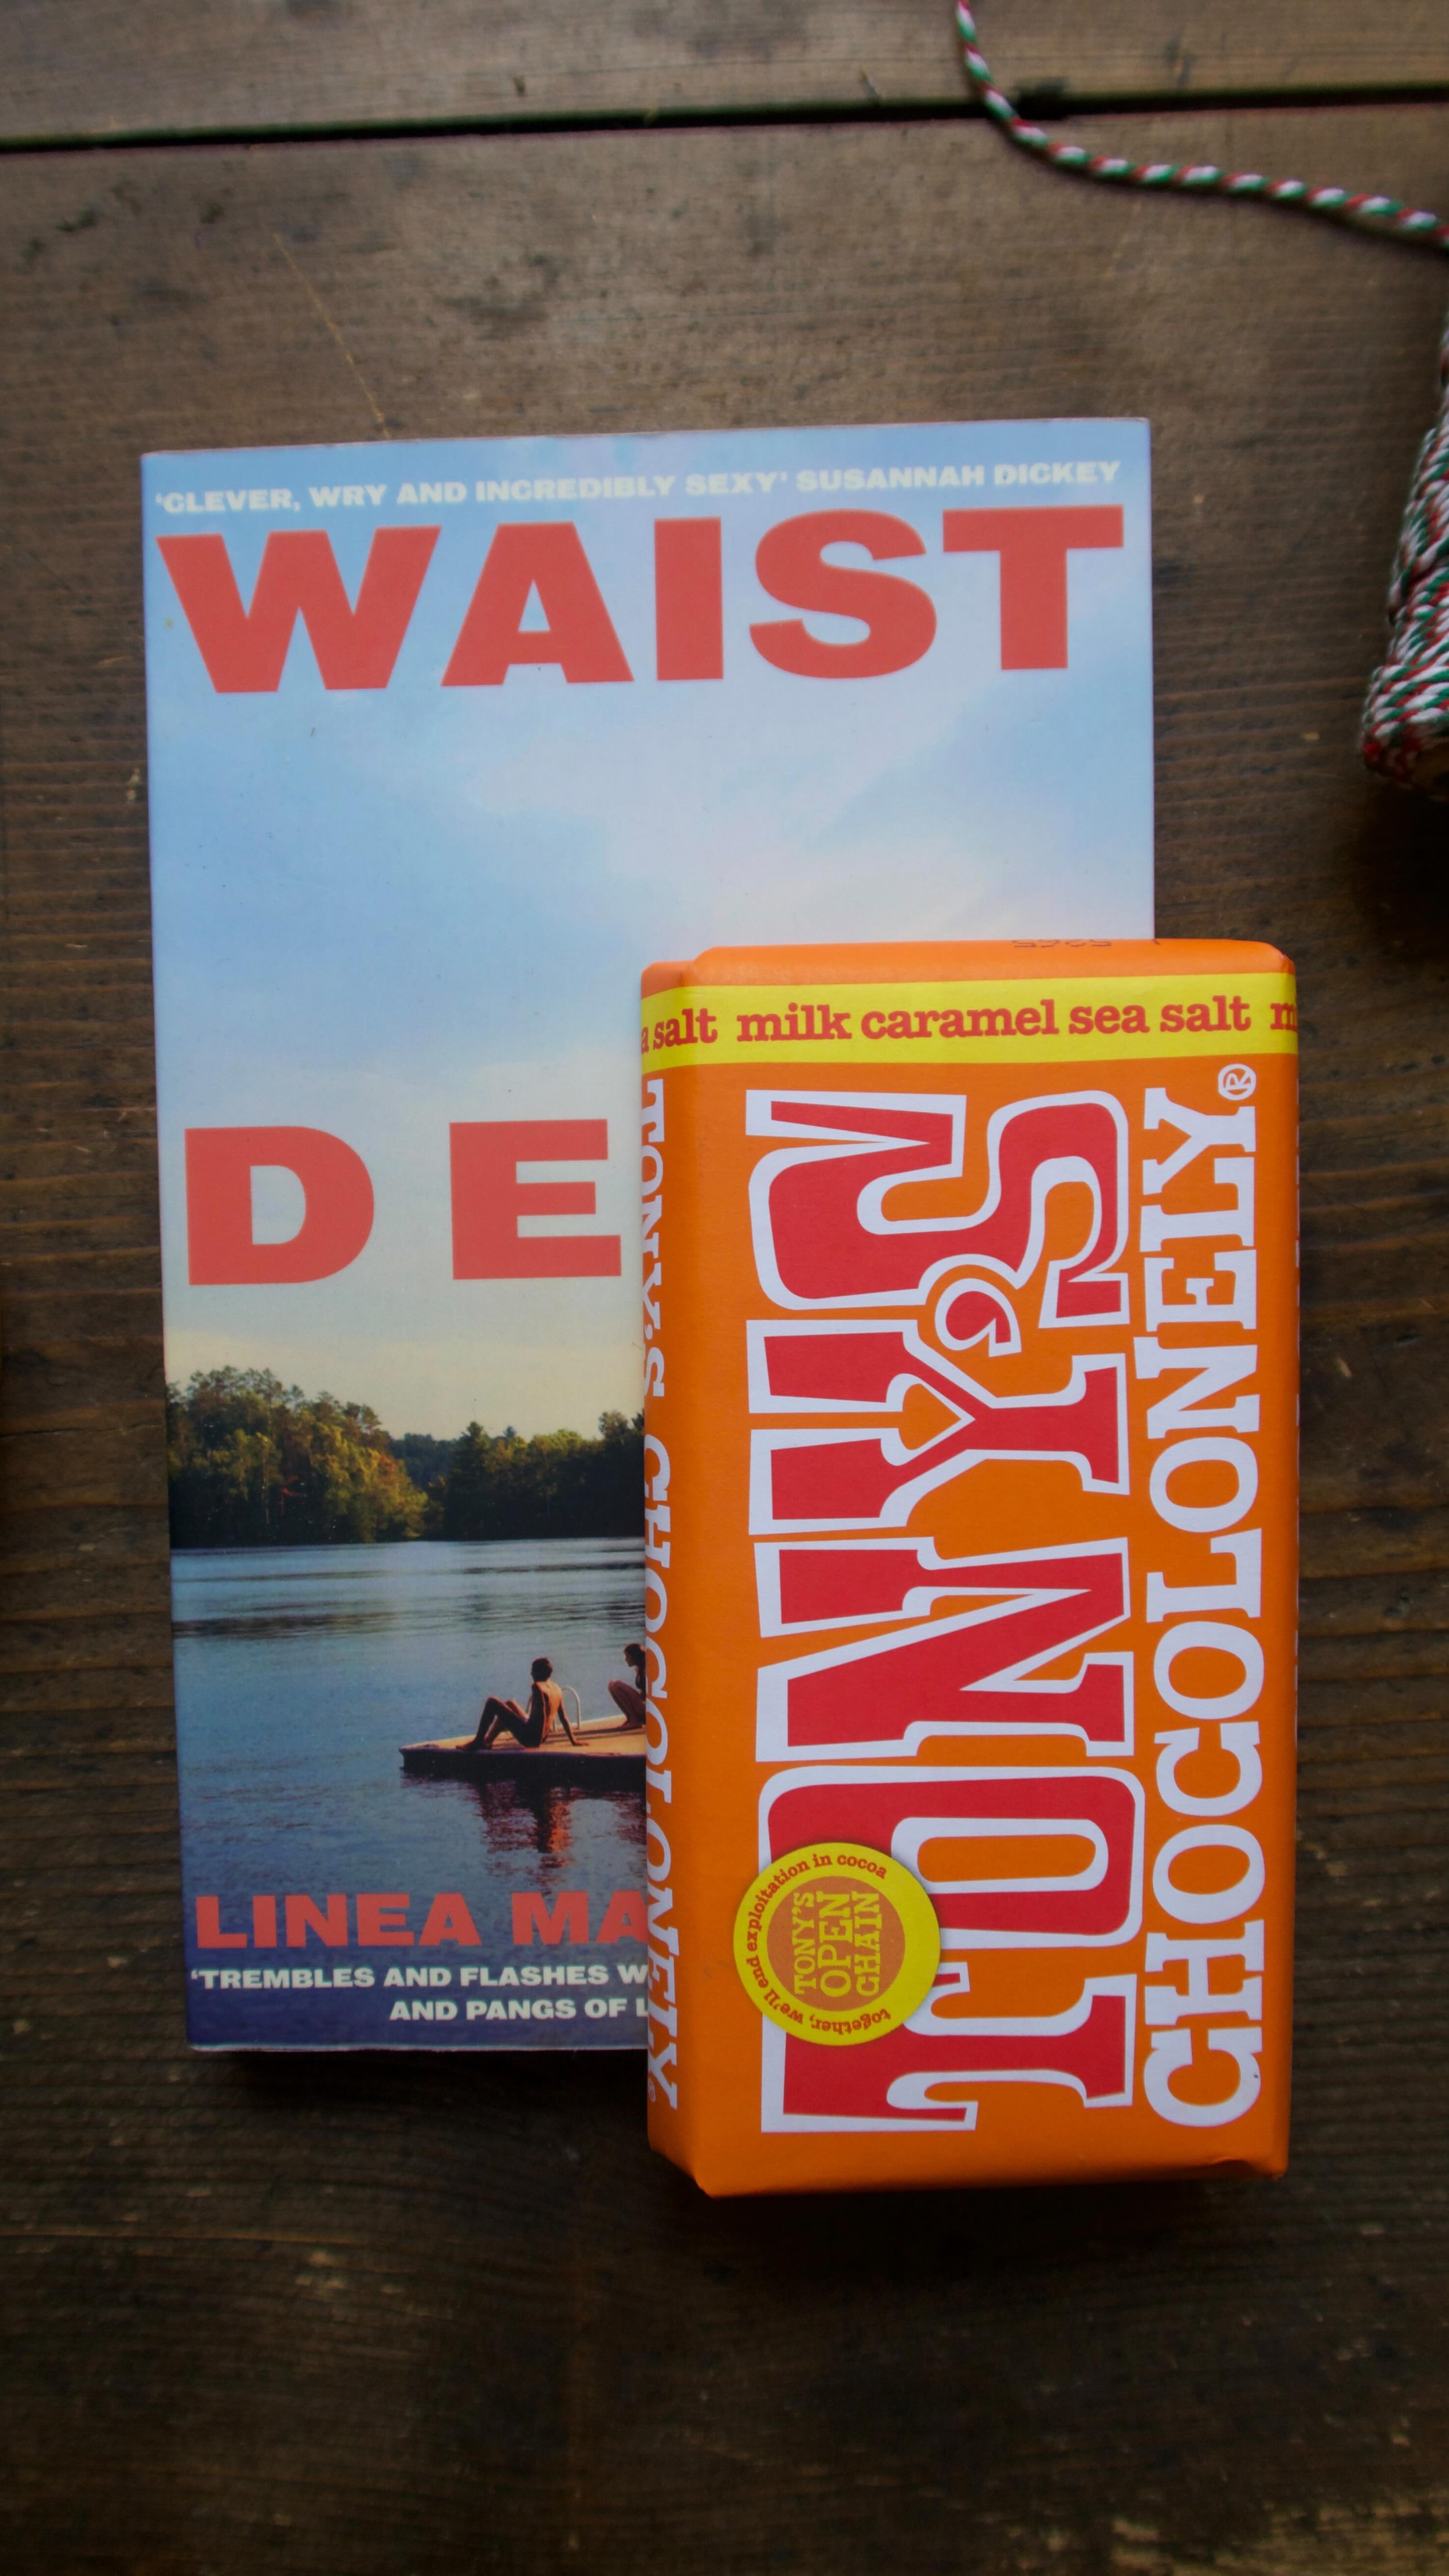 ‘CLEVER, WRY AND INCREDIBLY SEXY’ SUSANNAH DICKEY
WAIST
DE
LINEA MA
‘TREMBLES AND FLASHES W
AND PANGS OF L
a salt milk caramel sea salt m
TONY'S CHOCOLONELY
TONY'S
CHOCOLONELY®
together, we'll end exploitation in cocoa
TONY'S
OPEN
CHAIN